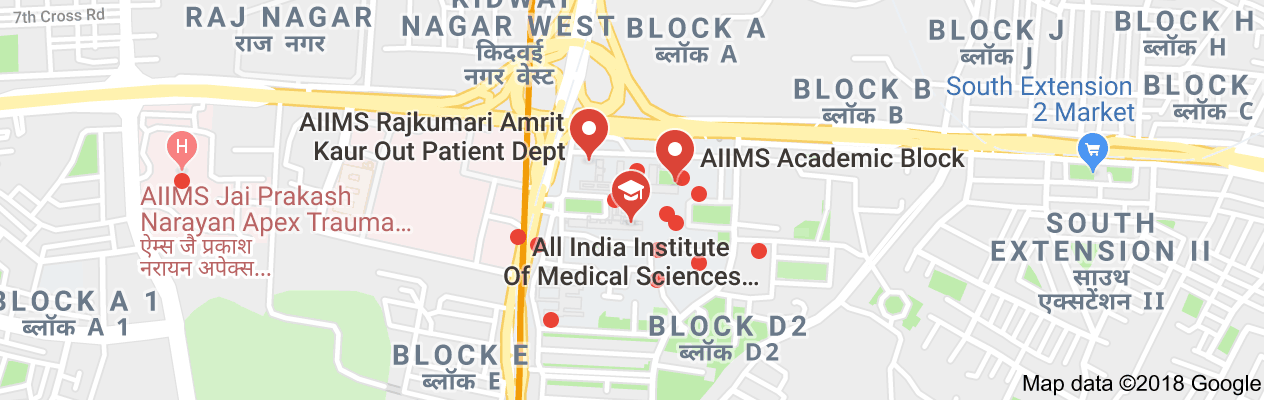 7th Cross Rd
RAJ NAGAR
राज नगर
KIDWAI
NAGAR WEST
किदवई
नगर वेस्ट
BLOCK A
ब्लॉक A
BLOCK J
ब्लॉक J
BLOCK H
ब्लॉक H
BLOCK B
ब्लॉक B
South Extension
2 Market
BLOCK C
ब्लॉक C
AIIMS Rajkumari Amrit
Kaur Out Patient Dept
AIIMS Academic Block
H
AIIMS Jai Prakash
Narayan Apex Trauma...
ऐम्स जै प्रकाश
नरायन अपेक्स...
All India Institute
Of Medical Sciences...
SOUTH
EXTENSION II
साउथ
एक्सटेंशन II
BLOCK A 1
ब्लॉक A 1
BLOCK D2
ब्लॉक D2
BLOCK E
ब्लॉक E
Map data ©2018 Google